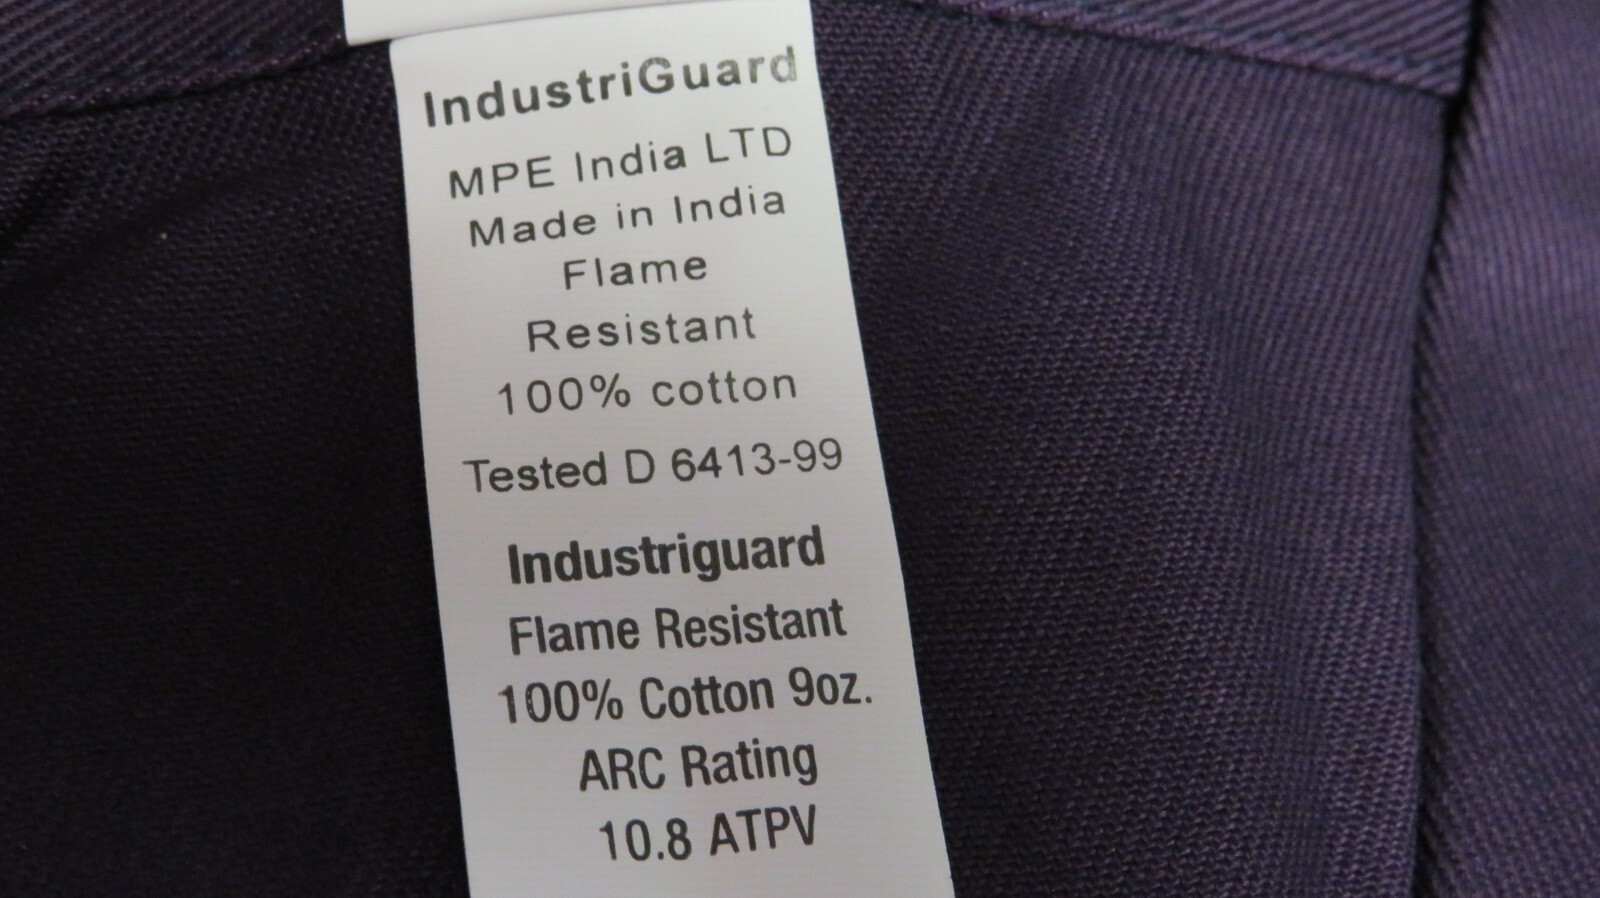 IndustriGuard
MPE India LTD
Made in India
Flame
Resistant
100% cotton
Tested D 6413-99
Industriguard
Flame Resistant
100% Cotton 9oz.
ARC Rating
10.8 ATPV